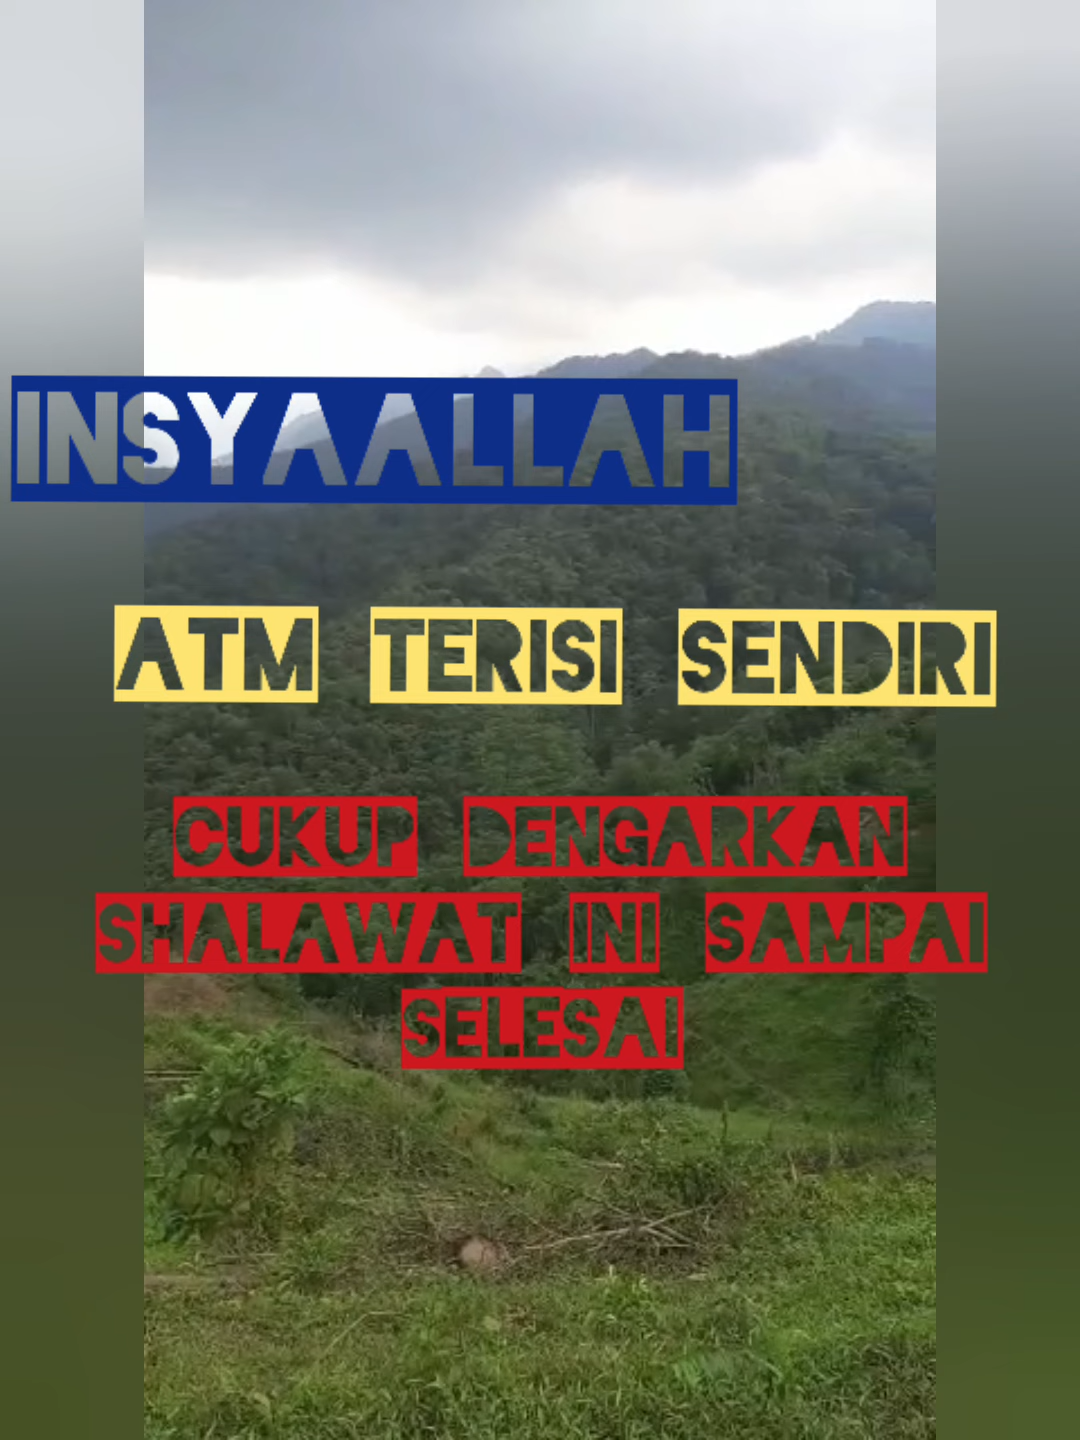 INSYAALLAH
ATM TERISI SENDIRI
CUKUP DENGARKAN
SHALAWAT INI SAMPAI
SELESAI